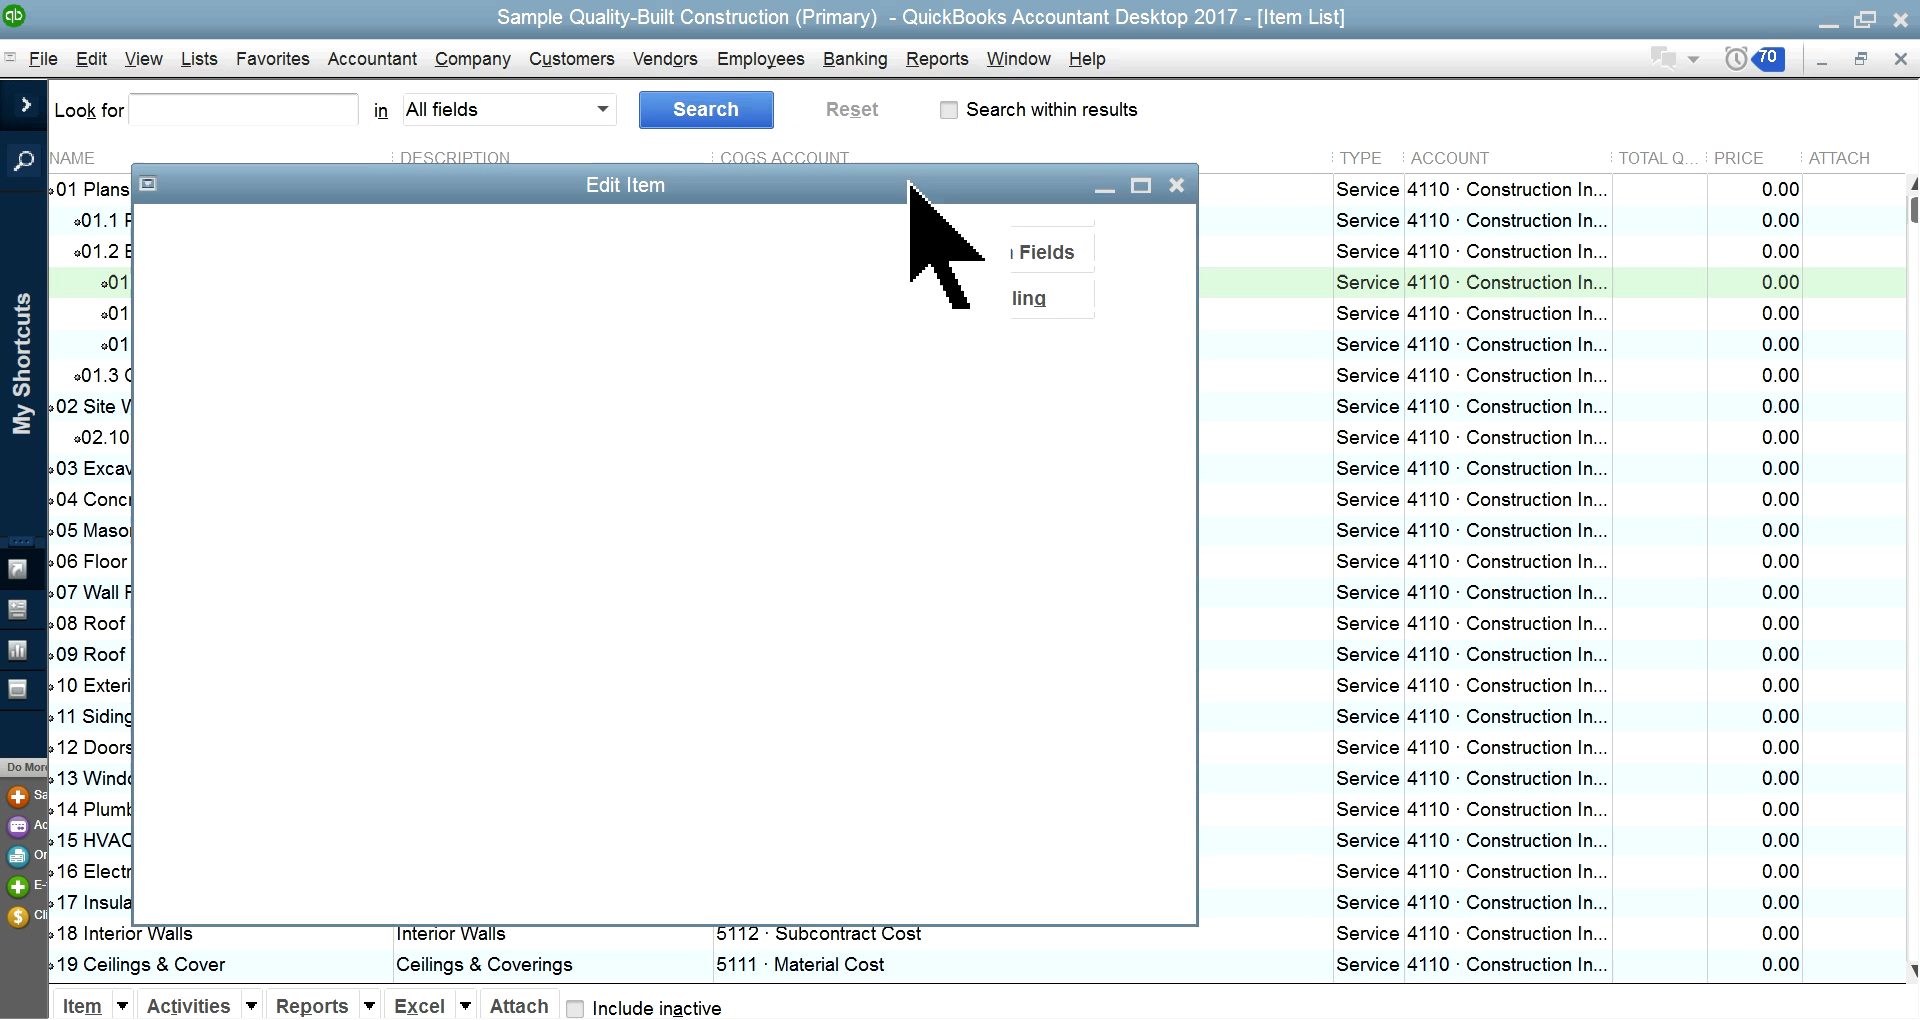 qb Sample Quality-Built Construction (Primary) - QuickBooks Accountant Desktop 2017 - [Item List]
File Edit View Lists Favorites Accountant Company Customers Vendors Employees Banking Reports Window Help 70
Look for in All fields Search Reset Search within results
NAME DESCRIPTION COGS ACCOUNT TYPE ACCOUNT TOTAL Q... PRICE ATTACH
Edit Item
Fields
ling
01 Plans Service 4110 · Construction In... 0.00
01.1 Service 4110 · Construction In... 0.00
01.2 Service 4110 · Construction In... 0.00
01 Service 4110 · Construction In... 0.00
01 Service 4110 · Construction In... 0.00
01 Service 4110 · Construction In... 0.00
01.3 Service 4110 · Construction In... 0.00
02 Site Service 4110 · Construction In... 0.00
02.10 Service 4110 · Construction In... 0.00
03 Excav Service 4110 · Construction In... 0.00
04 Conc Service 4110 · Construction In... 0.00
05 Maso Service 4110 · Construction In... 0.00
06 Floor Service 4110 · Construction In... 0.00
07 Wall Service 4110 · Construction In... 0.00
08 Roof Service 4110 · Construction In... 0.00
09 Roof Service 4110 · Construction In... 0.00
10 Exteri Service 4110 · Construction In... 0.00
11 Siding Service 4110 · Construction In... 0.00
12 Doors Service 4110 · Construction In... 0.00
13 Wind Service 4110 · Construction In... 0.00
14 Plumb Service 4110 · Construction In... 0.00
15 HVAC Service 4110 · Construction In... 0.00
16 Electr Service 4110 · Construction In... 0.00
17 Insula Service 4110 · Construction In... 0.00
18 Interior Walls Interior Walls 5112 · Subcontract Cost Service 4110 · Construction In... 0.00
19 Ceilings & Cover Ceilings & Coverings 5111 · Material Cost Service 4110 · Construction In... 0.00
My Shortcuts
Do More
Sa
Ac
Or
E-
Cli
Item Activities Reports Excel Attach Include inactive